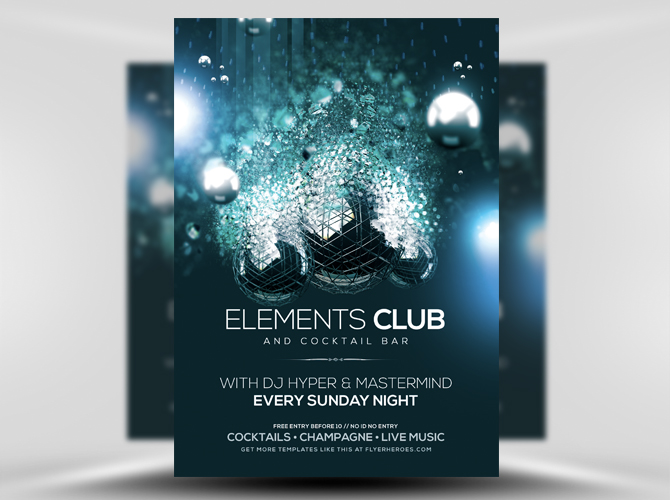 ELEMENTS CLUB
AND COCKTAIL BAR
WITH DJ HYPER & MASTERMIND
EVERY SUNDAY NIGHT
FREE ENTRY BEFORE 10 // NO ID NO ENTRY
COCKTAILS • CHAMPAGNE • LIVE MUSIC
GET MORE TEMPLATES LIKE THIS AT FLYERHEROES.COM